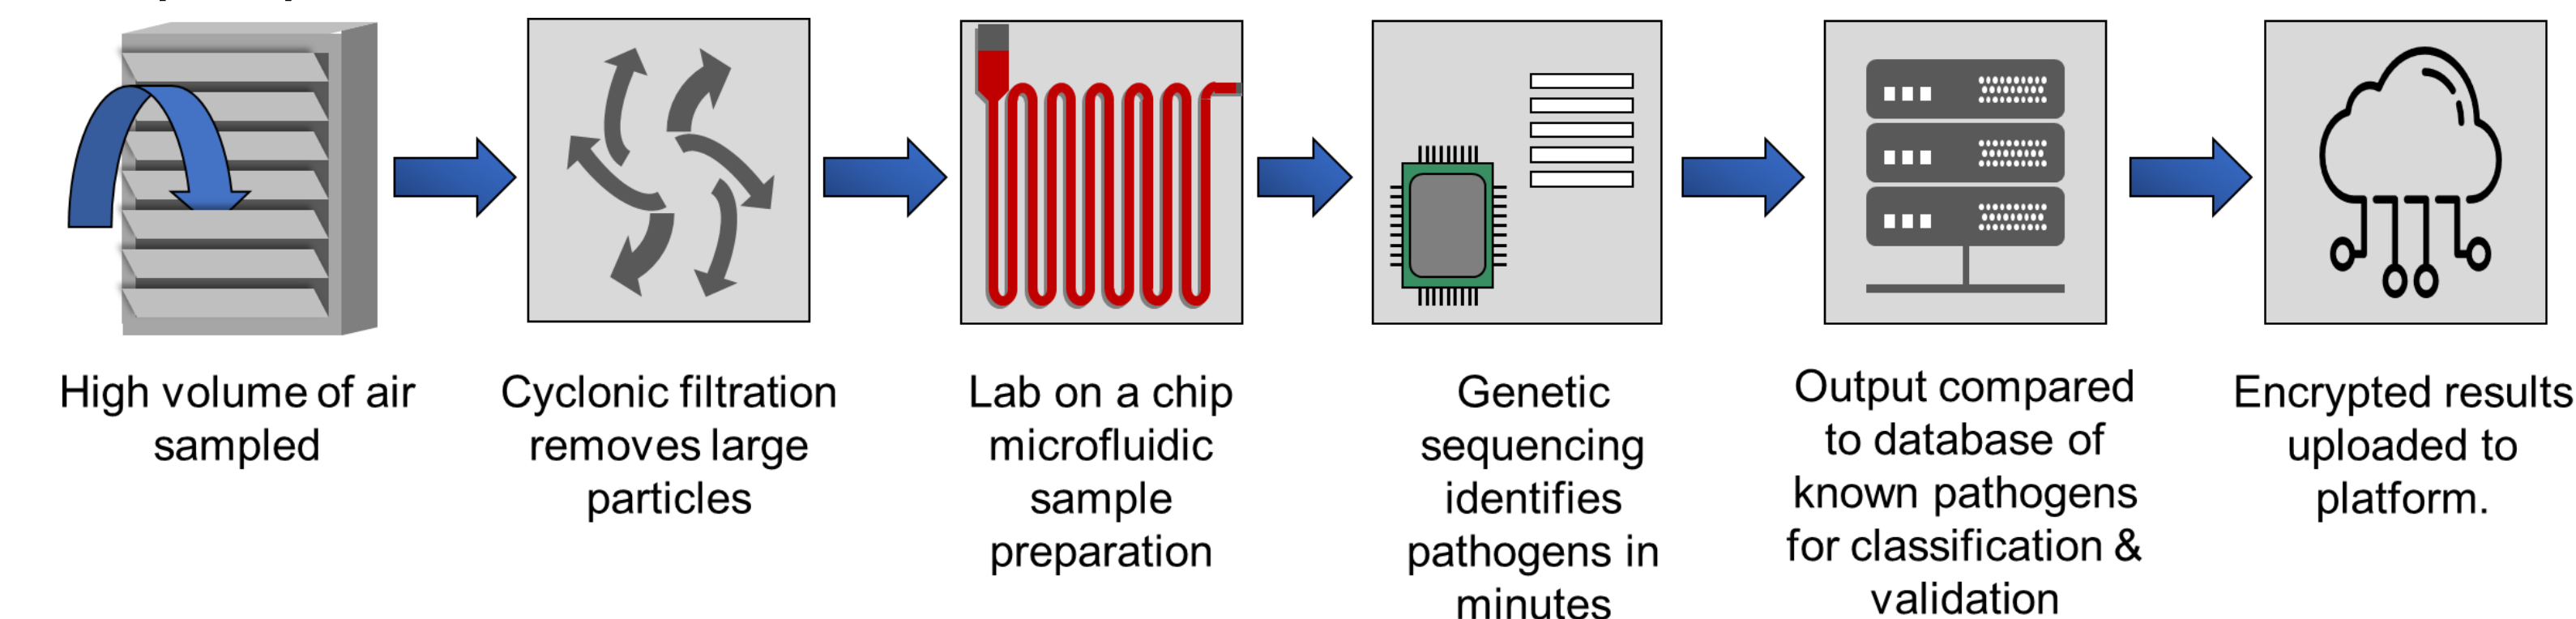 High volume of air
sampled
Cyclonic filtration
removes large
particles
Lab on a chip
microfluidic
sample
preparation
Genetic
sequencing
identifies
pathogens in
minutes
Output compared
to database of
known pathogens
for classification &
validation
Encrypted results
uploaded to
platform.